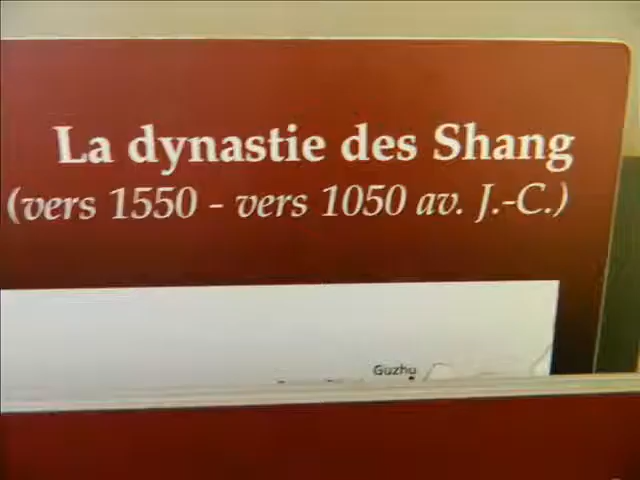 La dynastie des Shang
(vers 1550 - vers 1050 av. J.-C.)
Guzhu